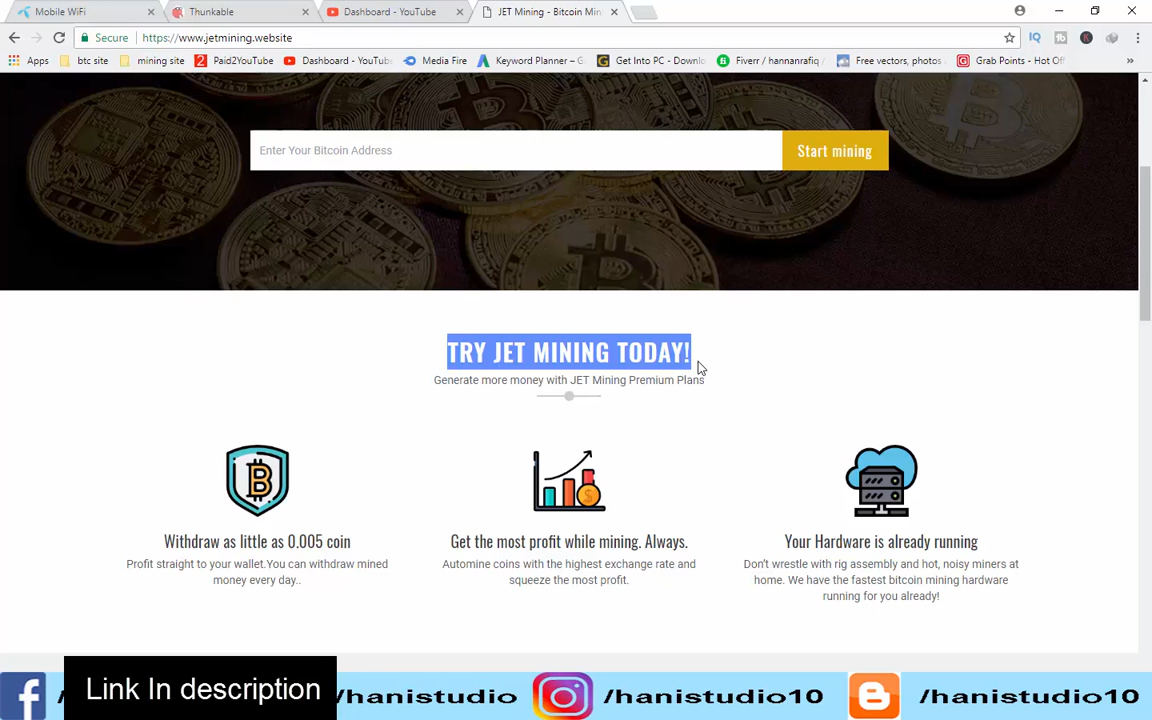 Mobile WiFi
Thunkable
Dashboard - YouTube
JET Mining - Bitcoin Min
Secure
https://www.jetmining.website
Apps
btc site
mining site
Paid2YouTube
Dashboard - YouTube
Media Fire
Keyword Planner – G
Get Into PC - Downlo
Fiverr / hannanrafiq /
Free vectors, photos
Grab Points - Hot Off
Enter Your Bitcoin Address
Start mining
TRY JET MINING TODAY!
Generate more money with JET Mining Premium Plans
Withdraw as little as 0.005 coin
Profit straight to your wallet.You can withdraw mined
money every day..
Get the most profit while mining. Always.
Automine coins with the highest exchange rate and
squeeze the most profit.
Your Hardware is already running
Don’t wrestle with rig assembly and hot, noisy miners at
home. We have the fastest bitcoin mining hardware
running for you already!
Link In description
/hanistudio
/hanistudio10
/hanistudio10